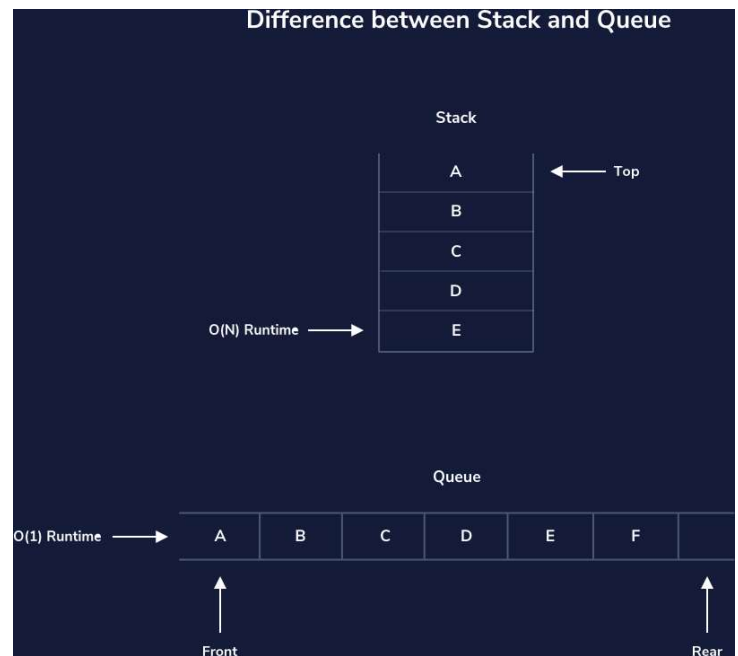 Difference between Stack and Queue
Stack
A
Top
B
C
D
O(N) Runtime
E
Queue
O(1) Runtime
A B C D E F
Front
Rear